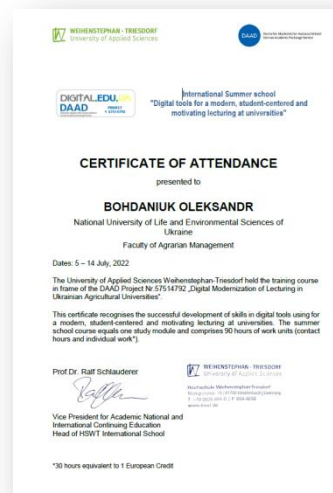 WEIHENSTEPHAN · TRIESDORF
University of Applied Sciences
DAAD
DIGITAL.EDU
DAAD
International Summer school
"Digital tools for a modern, student-centered and
motivating lecturing at universities"
CERTIFICATE OF ATTENDANCE
presented to
BOHDANIUK OLEKSANDR
National University of Life and Environmental Sciences of
Ukraine
Faculty of Agrarian Management
Dates: 5 – 14 July, 2022
The University of Applied Sciences Weihenstephan-Triesdorf held the training course
in frame of the DAAD Project Nr.57514792 „Digital Modernization of Lecturing in
Ukrainian Agricultural Universities".
This certificate recognises the successful development of skills in digital tools using for
a modern, student-centered and motivating lecturing at universities. The summer
school course equals one study module and comprises 90 hours of work units (contact
hours and individual work*).
Prof.Dr. Ralf Schlauderer
WEIHENSTEPHAN · TRIESDORF
University of Applied Sciences
Hochschule Weihenstephan-Triesdorf
Vice President for Academic National and
International Continuing Education
Head of HSWT International School
*30 hours equivalent to 1 European Credit